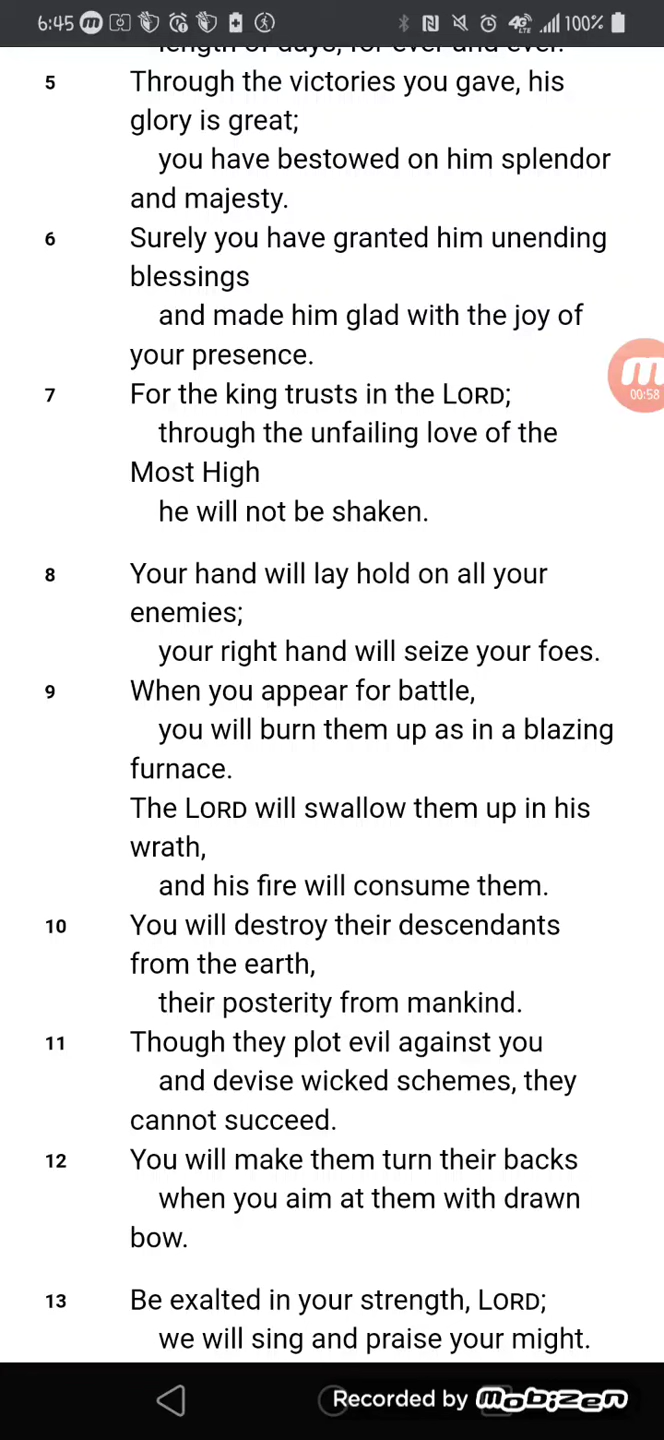 6:45
100%
length of days, for ever and ever.
5 Through the victories you gave, his
glory is great;
you have bestowed on him splendor
and majesty.
6 Surely you have granted him unending
blessings
and made him glad with the joy of
your presence.
7 For the king trusts in the LORD;
through the unfailing love of the
Most High
he will not be shaken.
00:58
8 Your hand will lay hold on all your
enemies;
your right hand will seize your foes.
9 When you appear for battle,
you will burn them up as in a blazing
furnace.
The LORD will swallow them up in his
wrath,
and his fire will consume them.
10 You will destroy their descendants
from the earth,
their posterity from mankind.
11 Though they plot evil against you
and devise wicked schemes, they
cannot succeed.
12 You will make them turn their backs
when you aim at them with drawn
bow.
13 Be exalted in your strength, LORD;
we will sing and praise your might.
Recorded by mobizen